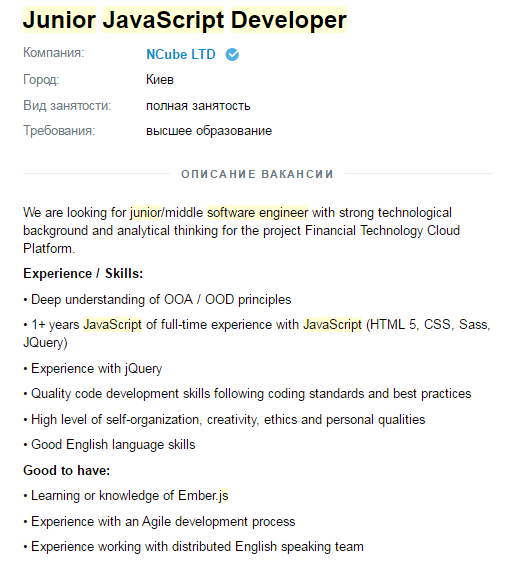 Junior JavaScript Developer
Компания: NCube LTD
Город: Киев
Вид занятости: полная занятость
Требования: высшее образование
ОПИСАНИЕ ВАКАНСИИ
We are looking for junior/middle software engineer with strong technological
background and analytical thinking for the project Financial Technology Cloud
Platform.
Experience / Skills:
• Deep understanding of OOA / OOD principles
• 1+ years JavaScript of full-time experience with JavaScript (HTML 5, CSS, Sass,
JQuery)
• Experience with jQuery
• Quality code development skills following coding standards and best practices
• High level of self-organization, creativity, ethics and personal qualities
• Good English language skills
Good to have:
• Learning or knowledge of Ember.js
• Experience with an Agile development process
• Experience working with distributed English speaking team